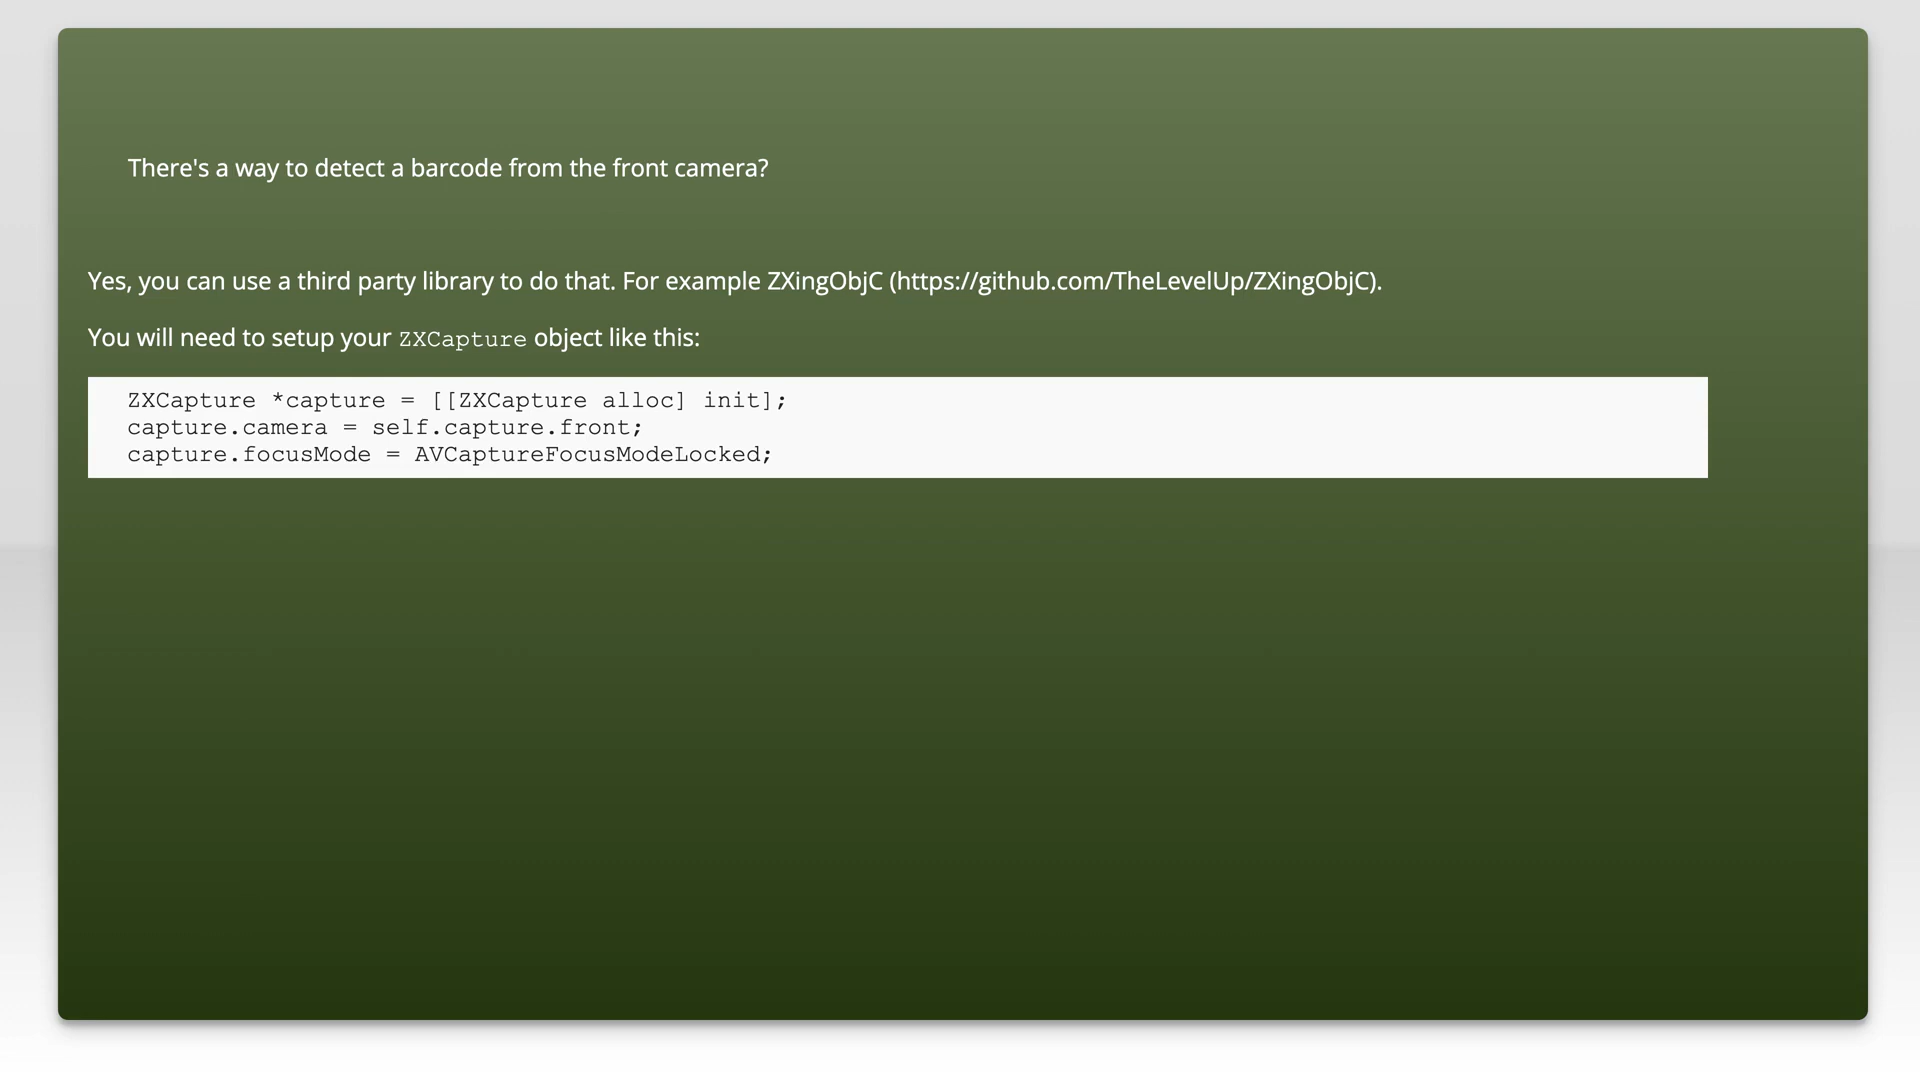 There's a way to detect a barcode from the front camera?
Yes, you can use a third party library to do that. For example ZXingObjC (https://github.com/TheLevelUp/ZXingObjC).
You will need to setup your ZXCapture object like this:
ZXCapture *capture = [[ZXCapture alloc] init];
capture.camera = self.capture.front;
capture.focusMode = AVCaptureFocusModeLocked;